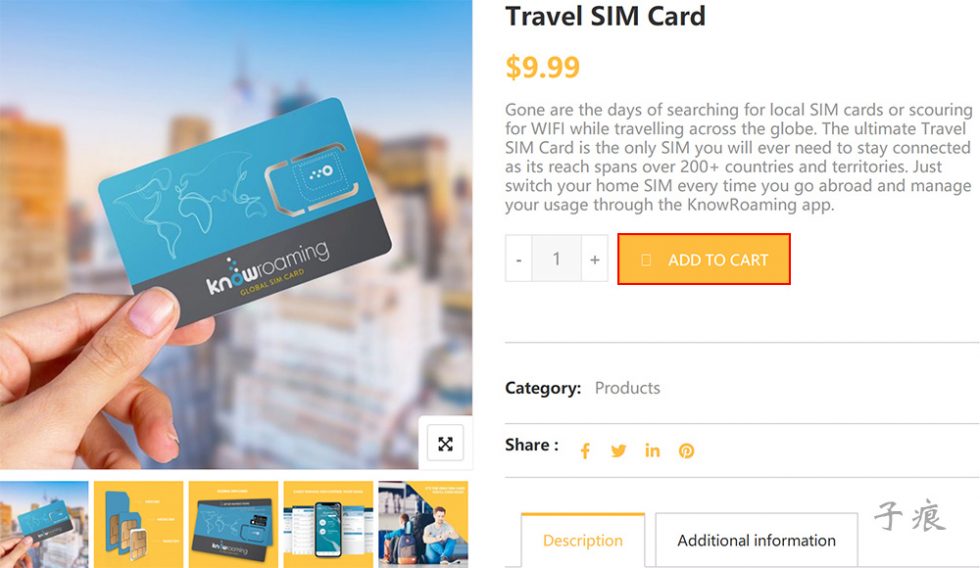 Travel SIM Card
$9.99
Gone are the days of searching for local SIM cards or scouring
for WIFI while travelling across the globe. The ultimate Travel
SIM Card is the only SIM you will ever need to stay connected
as its reach spans over 200+ countries and territories. Just
switch your home SIM every time you go abroad and manage
your usage through the KnowRoaming app.
- 1 + ADD TO CART
knowroaming
GLOBAL SIM CARD
Category: Products
Share :
knowroaming
Description
Additional information
子痕